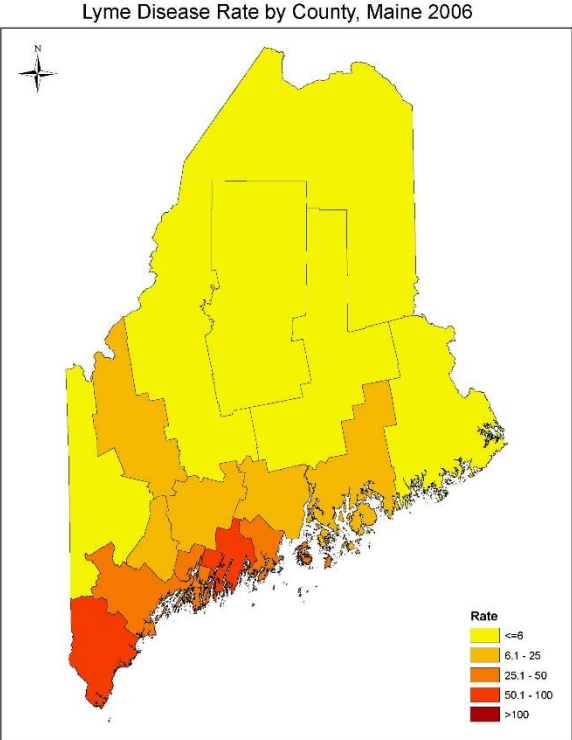 Lyme Disease Rate by County, Maine 2006
N
Rate
<=6
6.1 - 25
25.1 - 50
50.1 - 100
>100